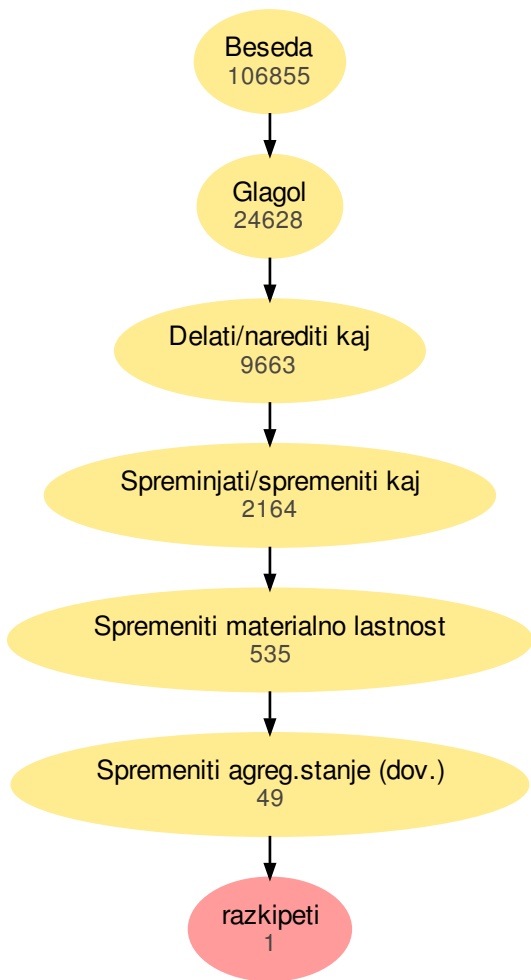 Beseda
106855
Glagol
24628
Delati/narediti kaj
9663
Spreminjati/spremeniti kaj
2164
Spremeniti materialno lastnost
535
Spremeniti agreg.stanje (dov.)
49
razkipeti
1